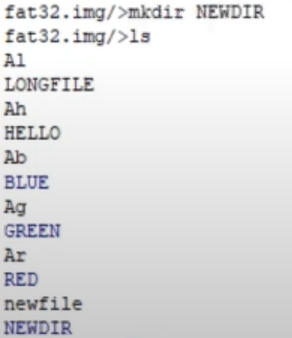 fat32.img/>mkdir NEWDIR
fat32.img/>ls
Al
LONGFILE
Ah
HELLO
Ab
BLUE
Ag
GREEN
Ar
RED
newfile
NEWDIR